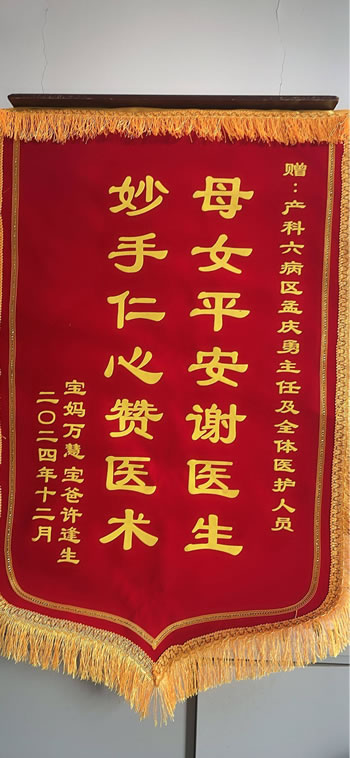 赠：产科六病区孟庆勇主任及全体医护人员
母女平安谢医生
妙手仁心赞医术
宝妈万慧宝爸许逢生
二〇二四年十二月